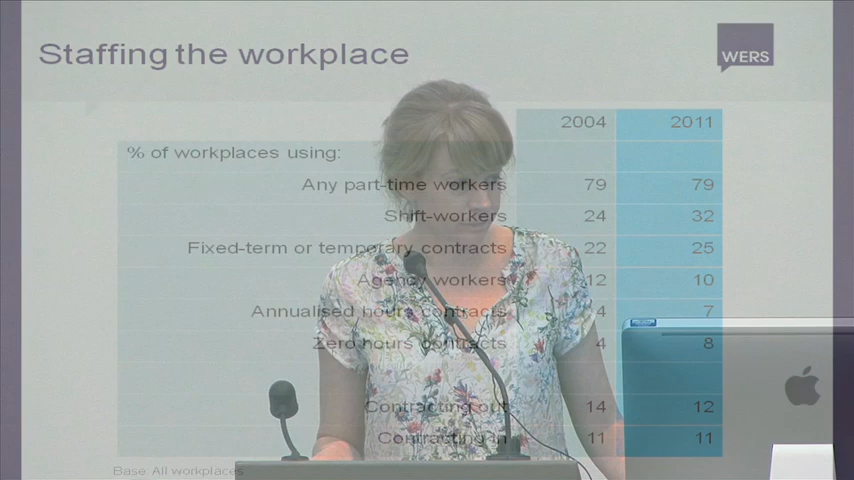 Staffing the workplace
WERS
2004 2011
% of workplaces using:
Any part-time workers 79 79
Shift-workers 24 32
Fixed-term or temporary contracts 22 25
Agency workers 12 10
Annualised hours contracts 4 7
Zero hours contracts 4 8
Contracting out 14 12
Contracting in 11 11
Base: All workplaces